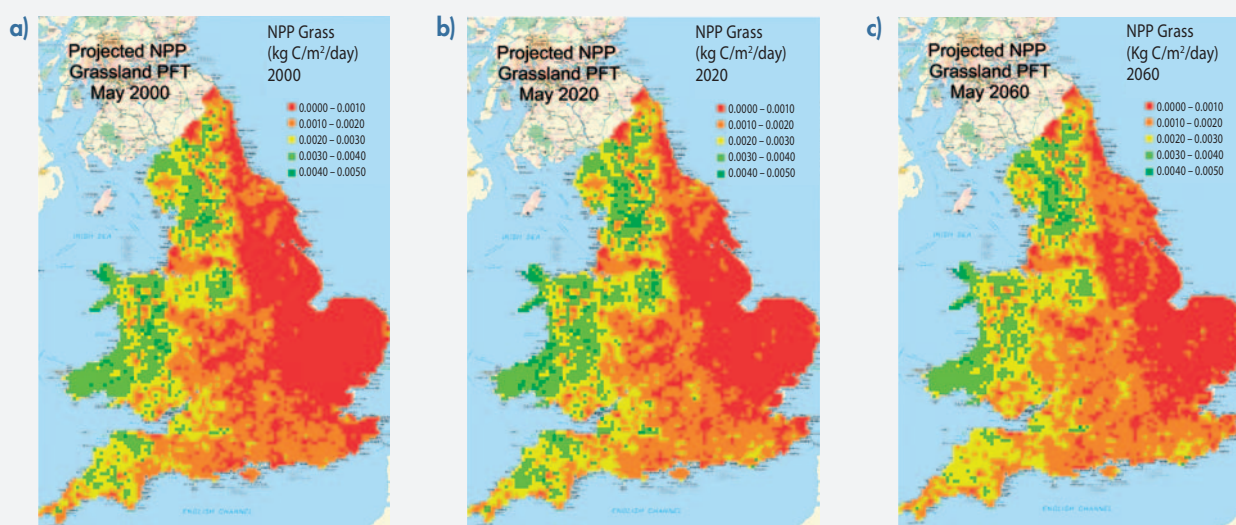 a)
Projected NPP
Grassland PFT
May 2000
NPP Grass
(kg C/m²/day)
2000
0.0000 – 0.0010
0.0010 – 0.0020
0.0020 – 0.0030
0.0030 – 0.0040
0.0040 – 0.0050
IRISH SEA
ENGLISH CHANNEL
b)
Projected NPP
Grassland PFT
May 2020
NPP Grass
(kg C/m²/day)
2020
0.0000 – 0.0010
0.0010 – 0.0020
0.0020 – 0.0030
0.0030 – 0.0040
0.0040 – 0.0050
IRISH SEA
ENGLISH CHANNEL
c)
Projected NPP
Grassland PFT
May 2060
NPP Grass
(Kg C/m²/day)
2060
0.0000 – 0.0010
0.0010 – 0.0020
0.0020 – 0.0030
0.0030 – 0.0040
0.0040 – 0.0050
IRISH SEA
ENGLISH CHANNEL